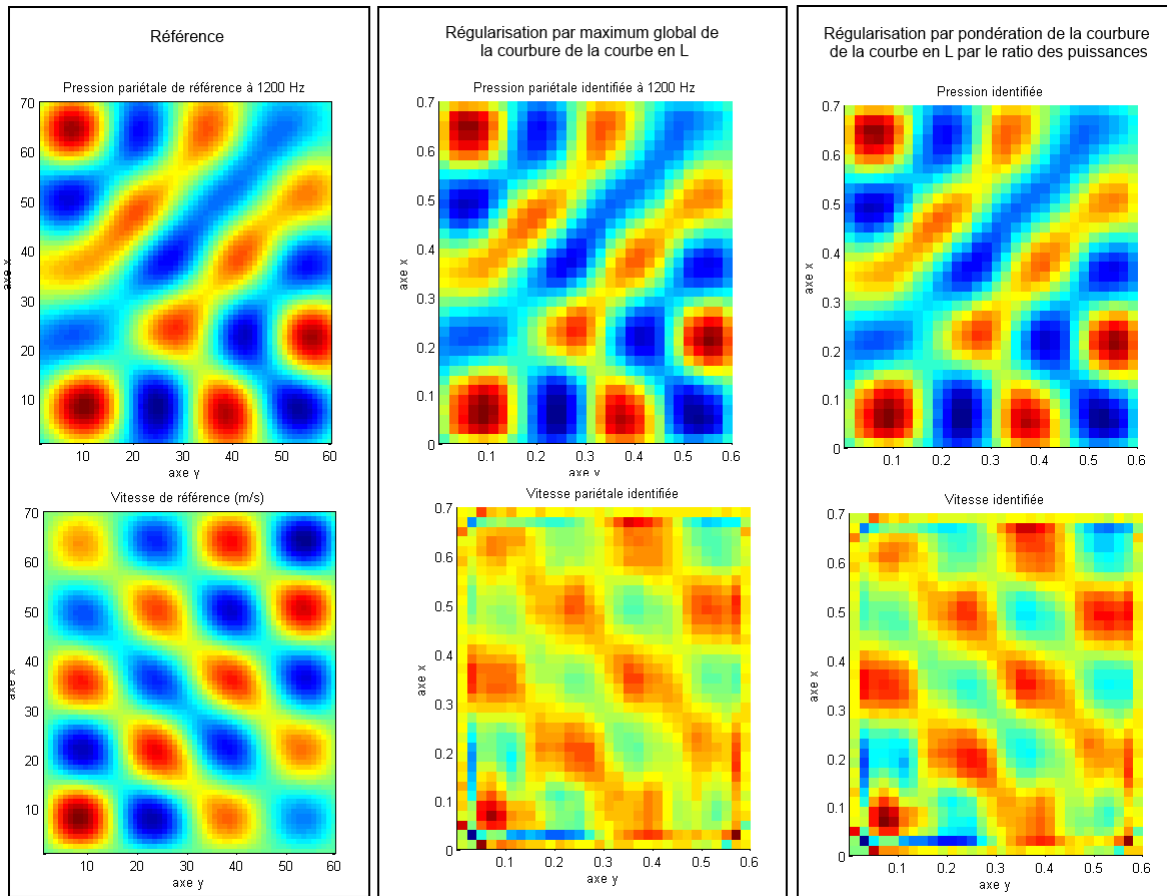 Référence
Pression pariétale de référence à 1200 Hz
70
60
50
40
30
20
10
axe x
10 20 30 40 50 60
axe y
Vitesse de référence (m/s)
70
60
50
40
30
20
10
axe x
10 20 30 40 50 60
axe y
Régularisation par maximum global de
la courbure de la courbe en L
Pression pariétale identifiée à 1200 Hz
0.7
0.6
0.5
0.4
0.3
0.2
0.1
0
axe x
0.1 0.2 0.3 0.4 0.5 0.6
axe y
Vitesse pariétale identifiée
0.7
0.6
0.5
0.4
0.3
0.2
0.1
0
axe x
0.1 0.2 0.3 0.4 0.5 0.6
axe y
Régularisation par pondération de la courbure
de la courbe en L par le ratio des puissances
Pression identifiée
0.7
0.6
0.5
0.4
0.3
0.2
0.1
0
axe x
0.1 0.2 0.3 0.4 0.5 0.6
axe y
Vitesse identifiée
0.7
0.6
0.5
0.4
0.3
0.2
0.1
0
axe x
0.1 0.2 0.3 0.4 0.5 0.6
axe y